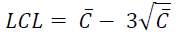 LCL = C̄ − 3√C̄